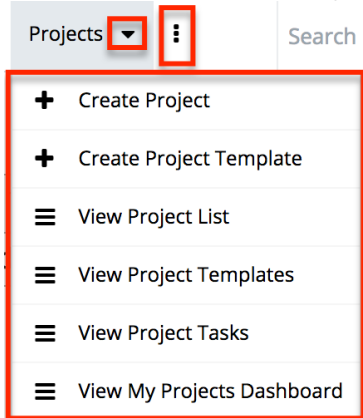 Projects Search
Create Project
Create Project Template
View Project List
View Project Templates
View Project Tasks
View My Projects Dashboard